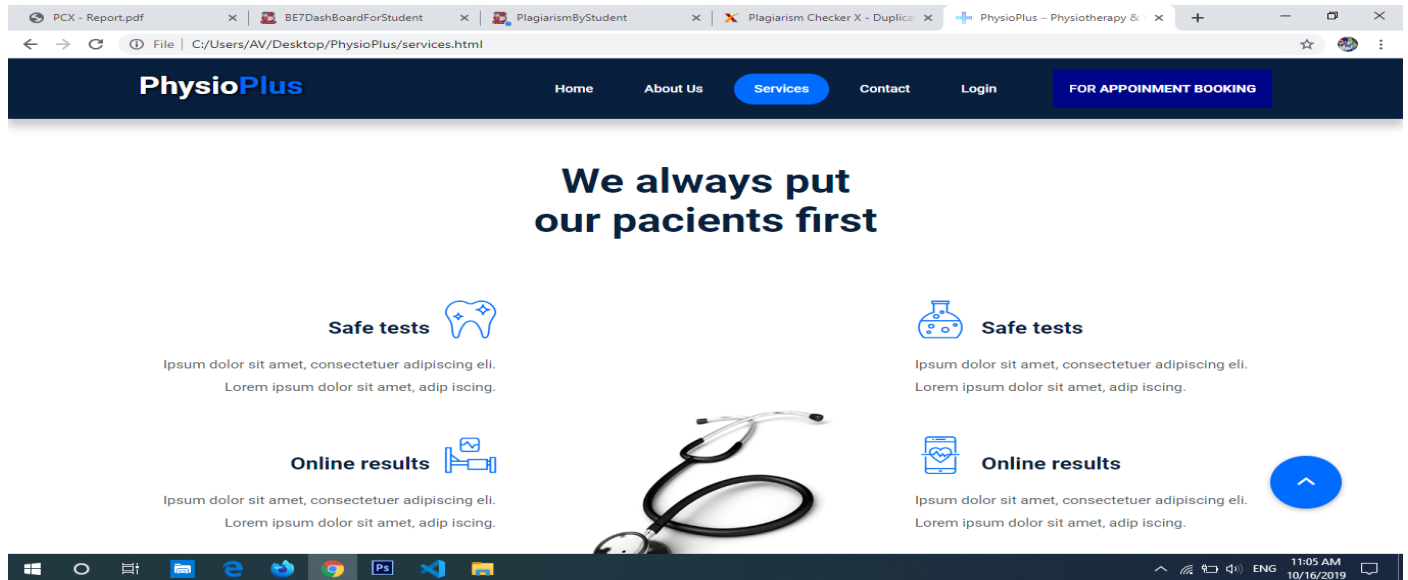 PCX - Report.pdf
BE7DashBoardForStudent
PlagiarismByStudent
Plagiarism Checker X - Duplica
PhysioPlus – Physiotherapy &
File | C:/Users/AV/Desktop/PhysioPlus/services.html
PhysioPlus
Home
About Us
Services
Contact
Login
FOR APPOINMENT BOOKING
We always put
our pacients first
Safe tests
Ipsum dolor sit amet, consectetuer adipiscing eli.
Lorem ipsum dolor sit amet, adip iscing.
Online results
Ipsum dolor sit amet, consectetuer adipiscing eli.
Lorem ipsum dolor sit amet, adip iscing.
Safe tests
Ipsum dolor sit amet, consectetuer adipiscing eli.
Lorem ipsum dolor sit amet, adip iscing.
Online results
Ipsum dolor sit amet, consectetuer adipiscing eli.
Lorem ipsum dolor sit amet, adip iscing.
Ps
ENG
11:05 AM
10/16/2019